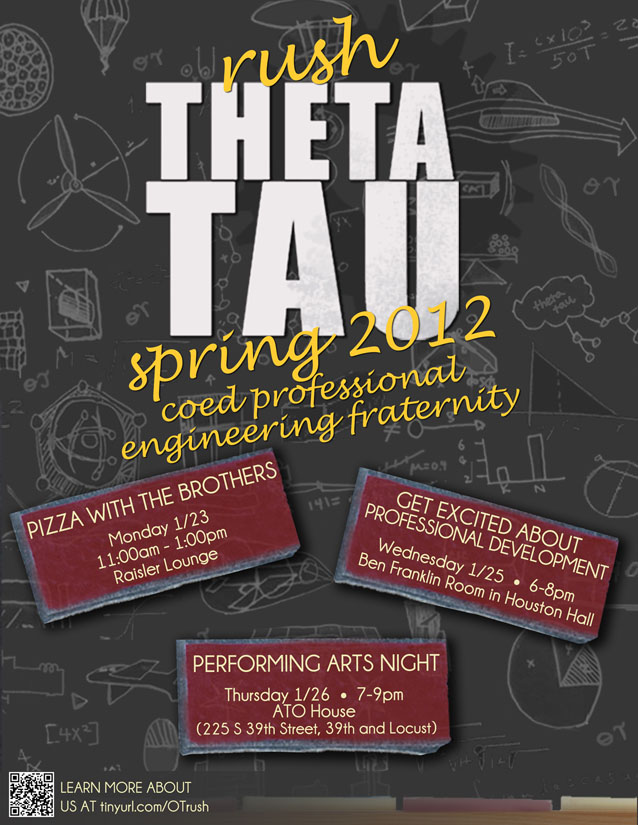 rush
THETA
TAU
spring 2012
coed professional
engineering fraternity
PIZZA WITH THE BROTHERS
Monday 1/23
11:00am - 1:00pm
Raisler Lounge
GET EXCITED ABOUT
PROFESSIONAL DEVELOPMENT
Wednesday 1/25 • 6-8pm
Ben Franklin Room in Houston Hall
PERFORMING ARTS NIGHT
Thursday 1/26 • 7-9pm
ATO House
(225 S 39th Street, 39th and Locust)
LEARN MORE ABOUT
US AT tinyurl.com/OTrush
theta
tau